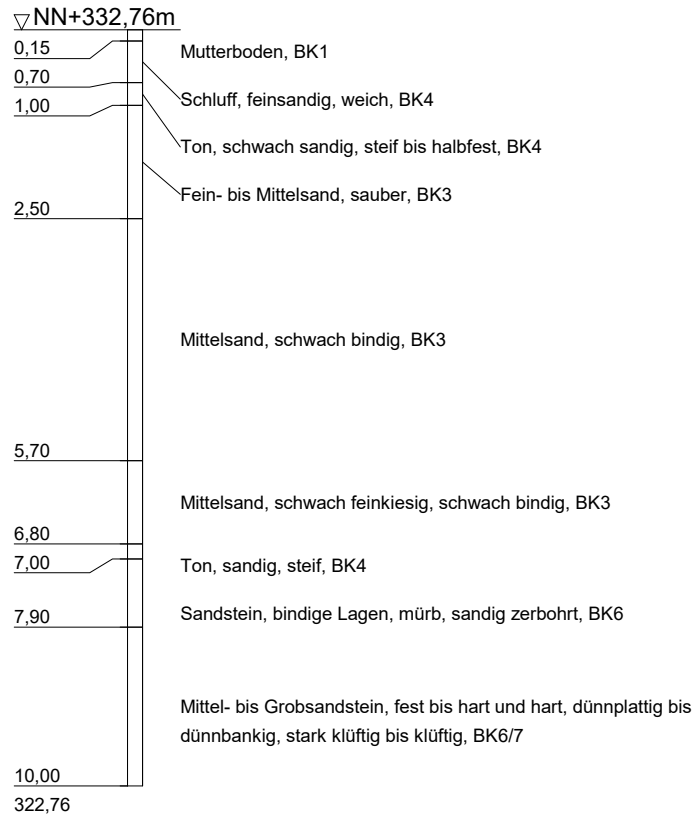 NN+332,76m
0,15
Mutterboden, BK1
0,70
Schluff, feinsandig, weich, BK4
1,00
Ton, schwach sandig, steif bis halbfest, BK4
Fein- bis Mittelsand, sauber, BK3
2,50
Mittelsand, schwach bindig, BK3
5,70
Mittelsand, schwach feinkiesig, schwach bindig, BK3
6,80
7,00
Ton, sandig, steif, BK4
7,90
Sandstein, bindige Lagen, mürb, sandig zerbohrt, BK6
Mittel- bis Grobsandstein, fest bis hart und hart, dünnplattig bis
dünnbankig, stark klüftig bis klüftig, BK6/7
10,00
322,76